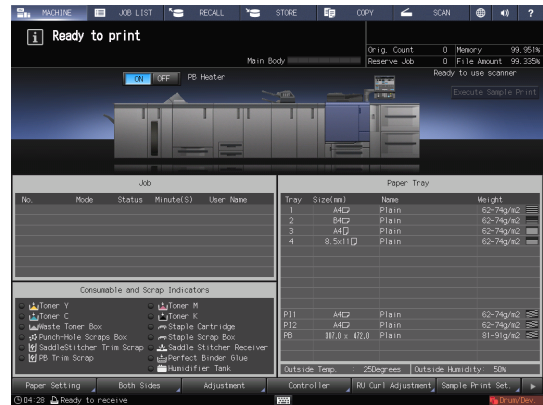 MACHINE JOB LIST RECALL STORE COPY SCAN ?
i Ready to print
Main Body
Orig. Count 0 Memory 99.951%
Reserve Job 0 File Amount 99.335%
ON OFF PB Heater
Ready to use scanner
Execute Sample Print
Job
No. Mode Status Minute(S) User Name
Paper Tray
Tray Size(mm) Name Weight
1 A4 Plain 62-74g/m2
2 B4 Plain 62-74g/m2
3 A4 Plain 62-74g/m2
4 8.5x11 Plain 62-74g/m2
PI1 A4 Plain 62-74g/m2
PI2 A4 Plain 62-74g/m2
PB Plain 81-91g/m2
Outside Temp. : 25Degrees Outside Humidity: 50%
Consumable and Scrap Indicators
Toner Y Toner M
Toner C Toner K
Waste Toner Box Staple Cartridge
Punch-Hole Scraps Box Staple Scrap Box
SaddleStitcher Trim Scrap Saddle Stitcher Receiver
PB Trim Scrap Perfect Binder Glue
Humidifier Tank
Paper Setting Both Sides Adjustment Controller RU Curl Adjustment Sample Print Set.
04:28 Ready to receive Drum/Dev.